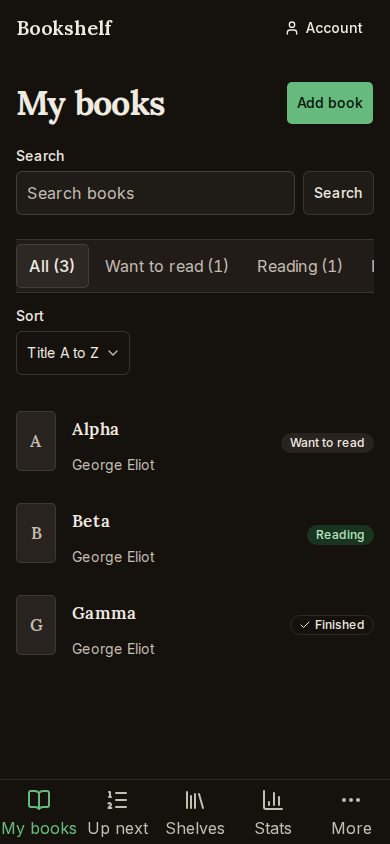 Bookshelf
Account
My books
Add book
Search
Search books
Search
All (3)
Want to read (1)
Reading (1)
Sort
Title A to Z
A
Alpha
George Eliot
Want to read
B
Beta
George Eliot
Reading
G
Gamma
George Eliot
Finished
My books
Up next
Shelves
Stats
More